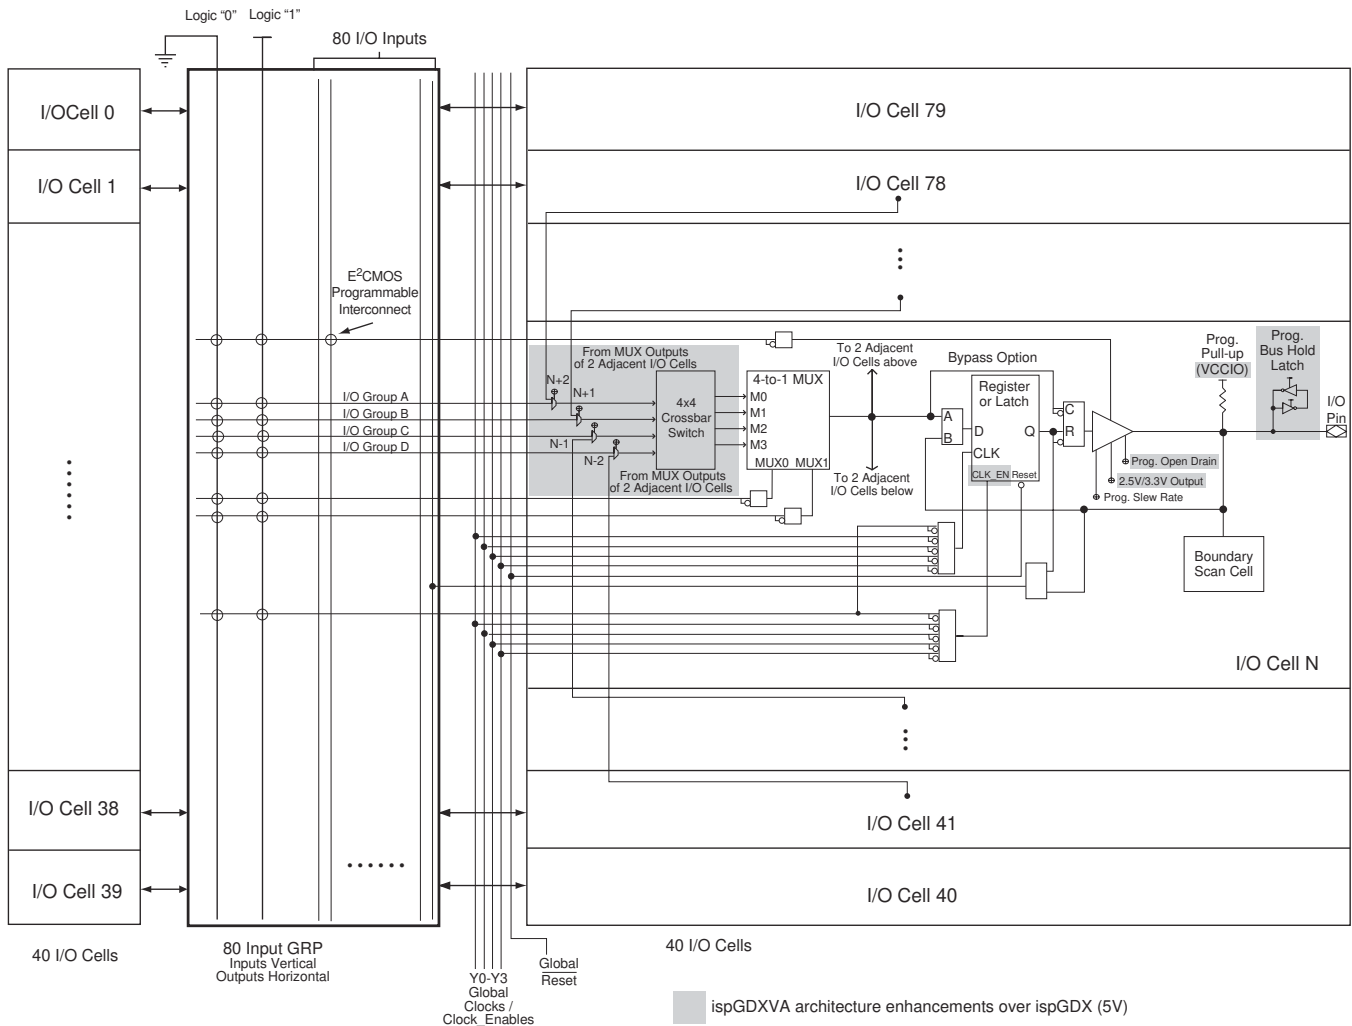 Logic “0”
Logic “1”
80 I/O Inputs
I/OCell 0
I/O Cell 1
I/O Cell 38
I/O Cell 39
40 I/O Cells
E2CMOS
Programmable
Interconnect
I/O Group A
I/O Group B
I/O Group C
I/O Group D
80 Input GRP
Inputs Vertical
Outputs Horizontal
Y0-Y3
Global
Clocks /
Clock_Enables
Global
Reset
I/O Cell 79
I/O Cell 78
From MUX Outputs
of 2 Adjacent I/O Cells
N+2
N+1
N-1
N-2
4x4
Crossbar
Switch
From MUX Outputs
of 2 Adjacent I/O Cells
4-to-1 MUX
M0
M1
M2
M3
MUX0 MUX1
To 2 Adjacent
I/O Cells above
To 2 Adjacent
I/O Cells below
Bypass Option
Register
or Latch
A
B
D
Q
CLK
CLK_EN
Reset
C
R
Prog.
Pull-up
(VCCIO)
Prog.
Bus Hold
Latch
I/O
Pin
Prog. Open Drain
2.5V/3.3V Output
Prog. Slew Rate
Boundary
Scan Cell
I/O Cell N
I/O Cell 41
I/O Cell 40
40 I/O Cells
ispGDXVA architecture enhancements over ispGDX (5V)